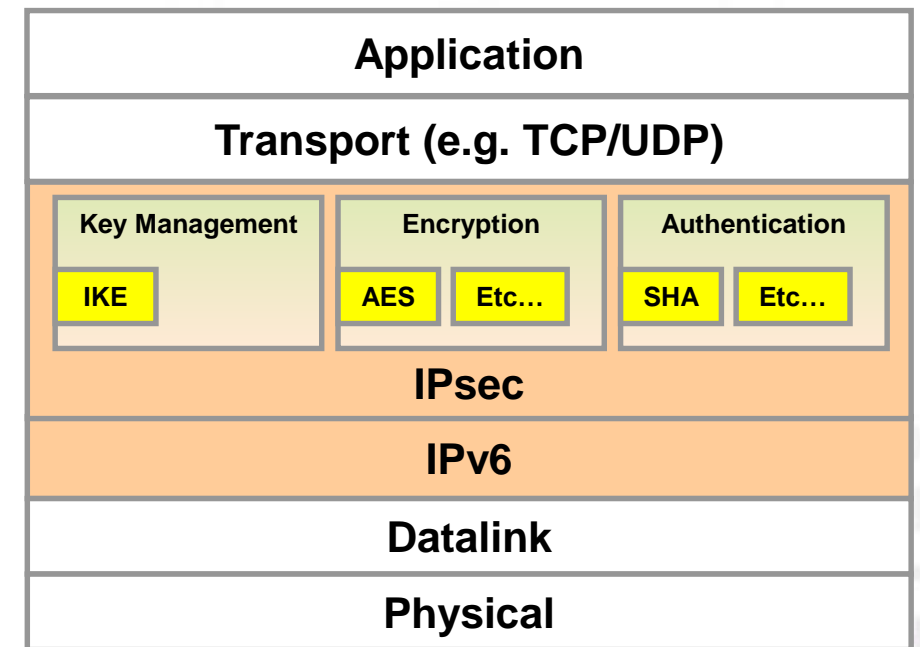 Application
Transport (e.g. TCP/UDP)
Key Management
Encryption
Authentication
IKE
AES
Etc…
SHA
Etc…
IPsec
IPv6
Datalink
Physical